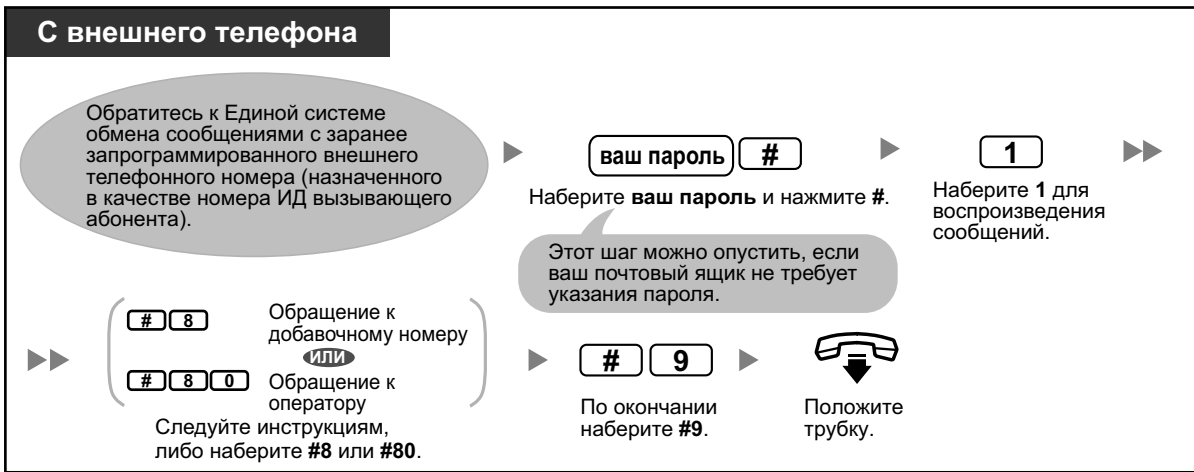 С внешнего телефона
Обратитесь к Единой системе
обмена сообщениями с заранее
запрограммированного внешнего
телефонного номера (назначенного
в качестве номера ИД вызывающего
абонента).
ваш пароль #
Наберите ваш пароль и нажмите #.
Этот шаг можно опустить, если
ваш почтовый ящик не требует
указания пароля.
1
Наберите 1 для
воспроизведения
сообщений.
# 8 Обращение к
добавочному номеру
ИЛИ
# 8 0 Обращение к
оператору
Следуйте инструкциям,
либо наберите #8 или #80.
# 9
По окончании
наберите #9.
Положите
трубку.